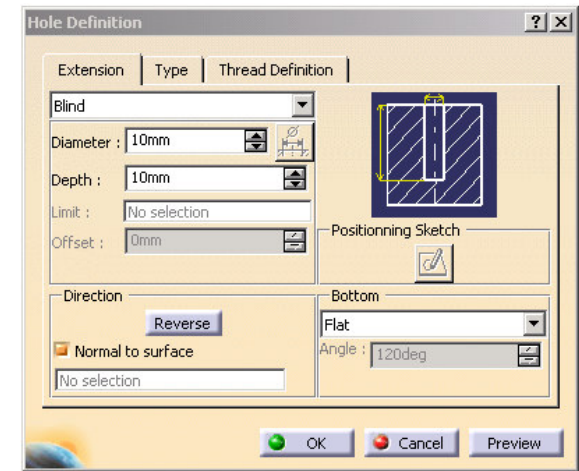 Hole Definition ? X
Extension Type Thread Definition
Blind
Diameter : 10mm
Depth : 10mm
Limit : No selection
Offset : 0mm
Positionning Sketch
Direction
Reverse
Normal to surface
No selection
Bottom
Flat
Angle : 120deg
OK Cancel Preview